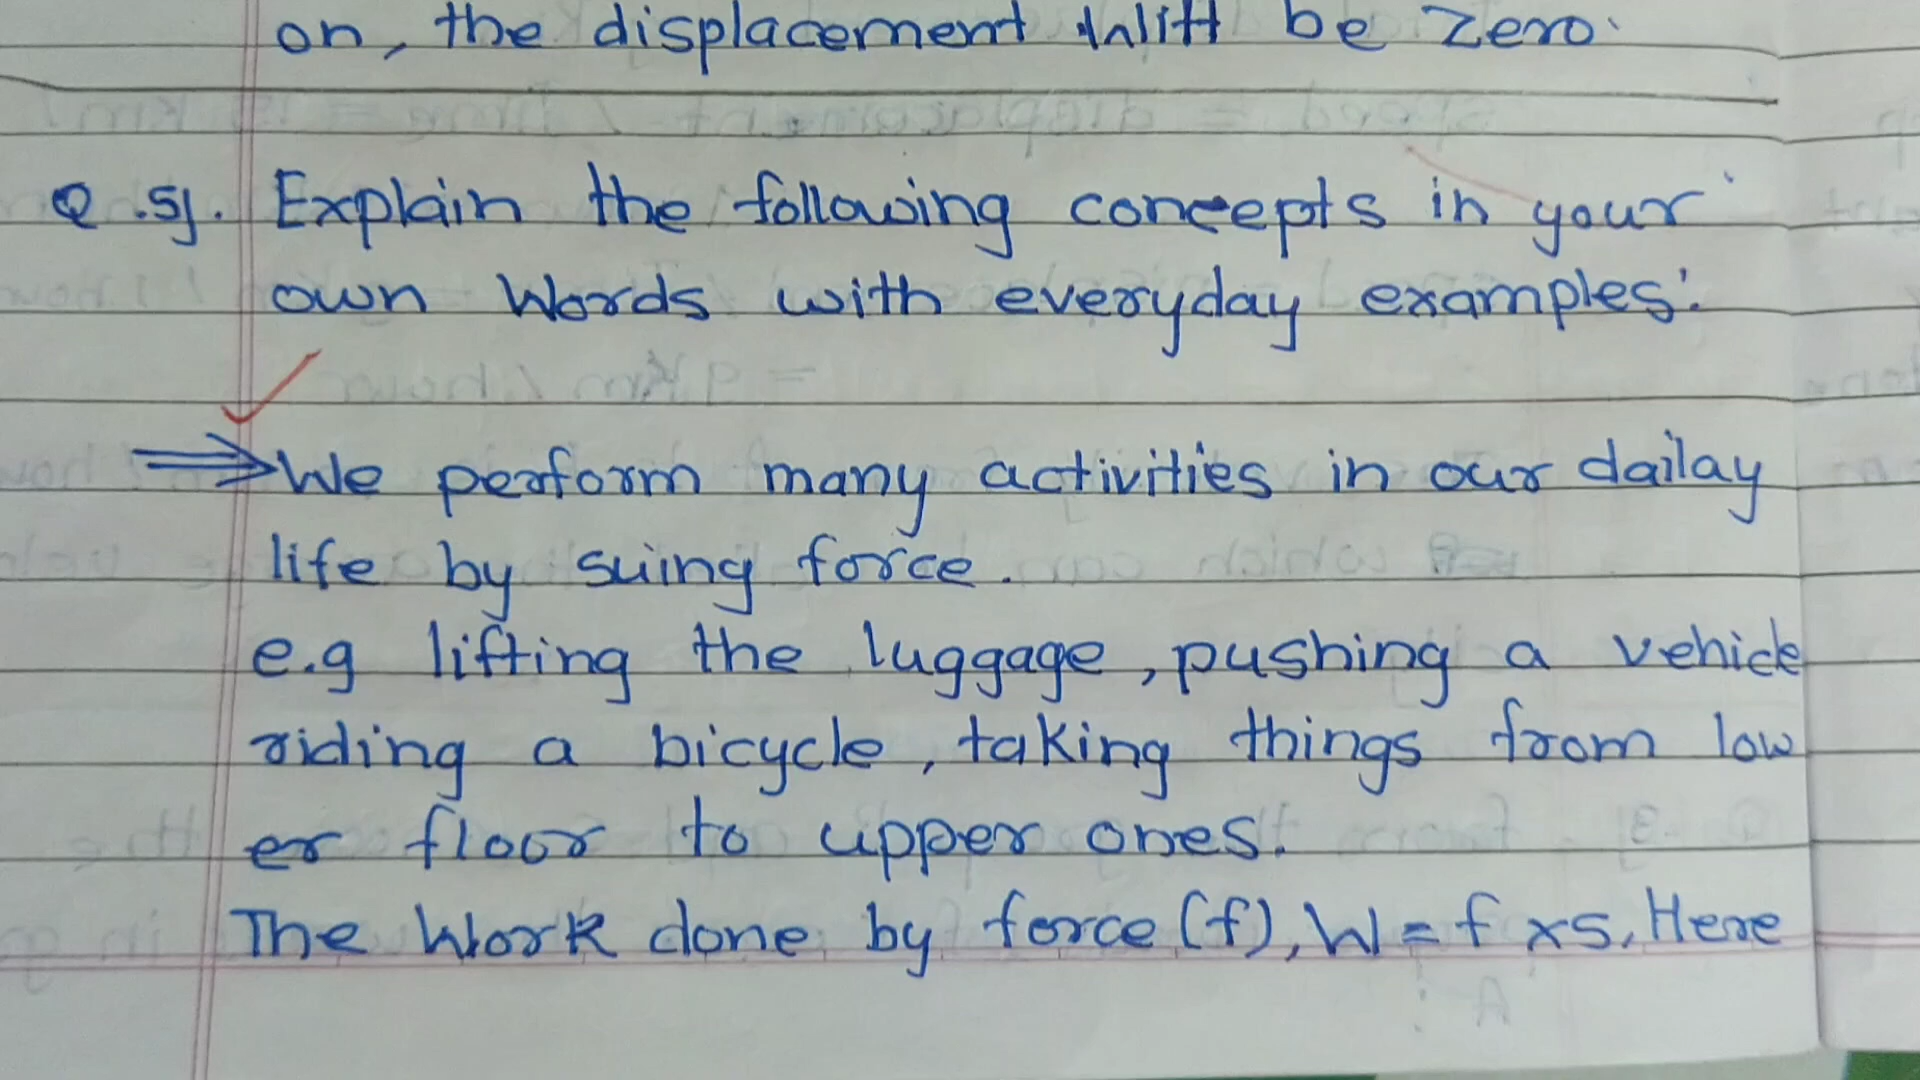 on, the displacement will be zero.
Q.5). Explain the following concepts in your
own Words with everyday examples:
⇒ We perform many activities in our dailay
life by suing force.
e.g lifting the luggage, pushing a vehicle
riding a bicycle, taking things from low
er floor to upper ones.
The Work done by force (f), W = f x s. Here